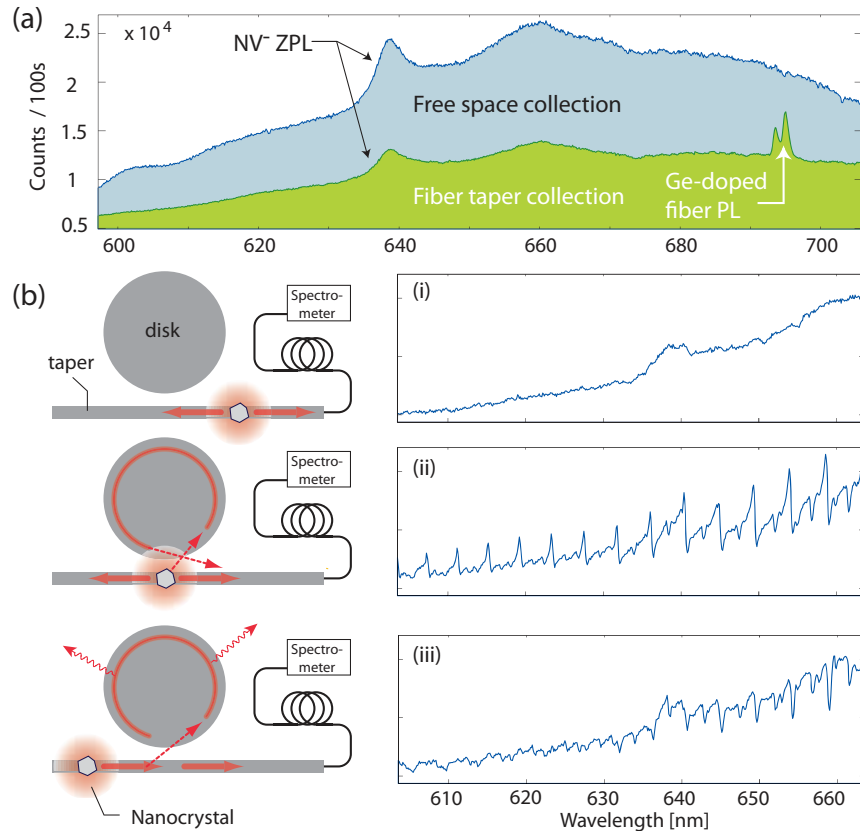 (a)
x 10⁴
2.5
2
1.5
1
0.5
Counts / 100s
NV⁻ ZPL
Free space collection
Fiber taper collection
Ge-doped
fiber PL
600
620
640
660
680
700
(b)
disk
taper
Spectro-
meter
(i)
Spectro-
meter
(ii)
Spectro-
meter
(iii)
Nanocrystal
610
620
630
640
650
660
Wavelength [nm]